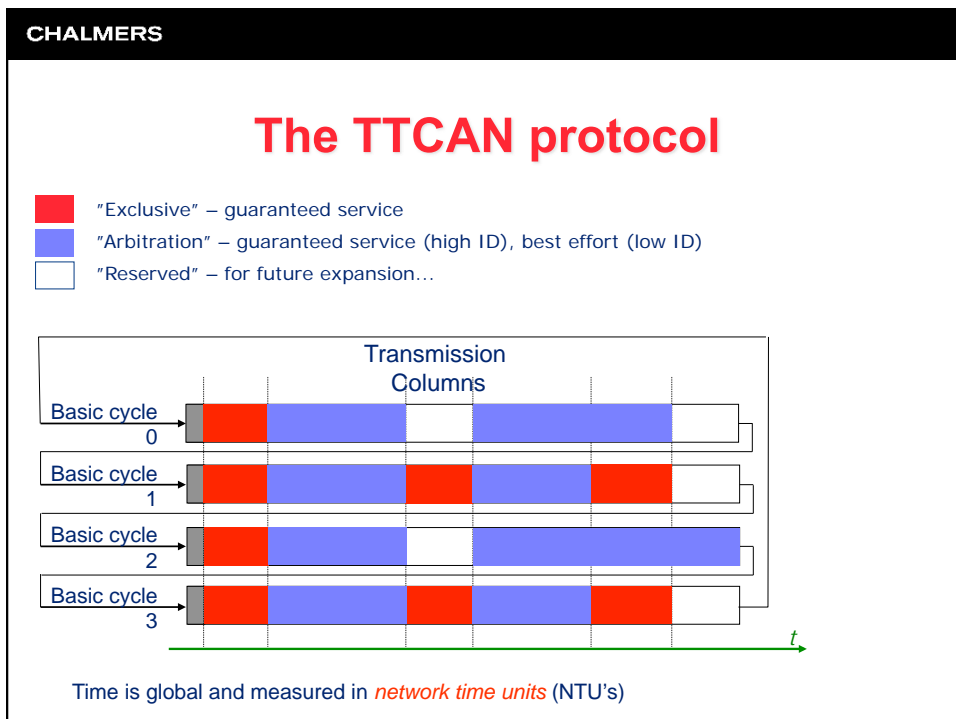 CHALMERS
The TTCAN protocol
”Exclusive” – guaranteed service
”Arbitration” – guaranteed service (high ID), best effort (low ID)
”Reserved” – for future expansion…
Transmission
Columns
Basic cycle
0
Basic cycle
1
Basic cycle
2
Basic cycle
3
t
Time is global and measured in network time units (NTU's)